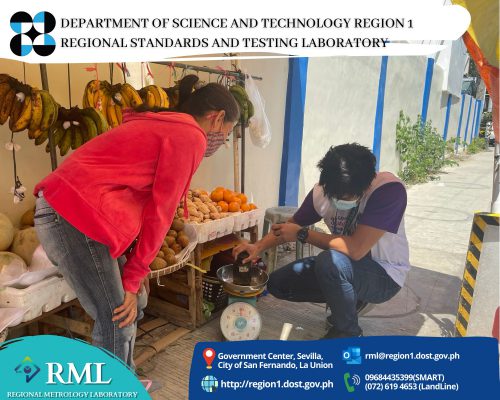 DEPARTMENT OF SCIENCE AND TECHNOLOGY REGION 1
REGIONAL STANDARDS AND TESTING LABORATORY
RML
REGIONAL METROLOGY LABORATORY
Government Center, Sevilla,
City of San Fernando, La Union
http://region1.dost.gov.ph
rml@region1.dost.gov.ph
09684435399(SMART)
(072) 619 4653 (LandLine)